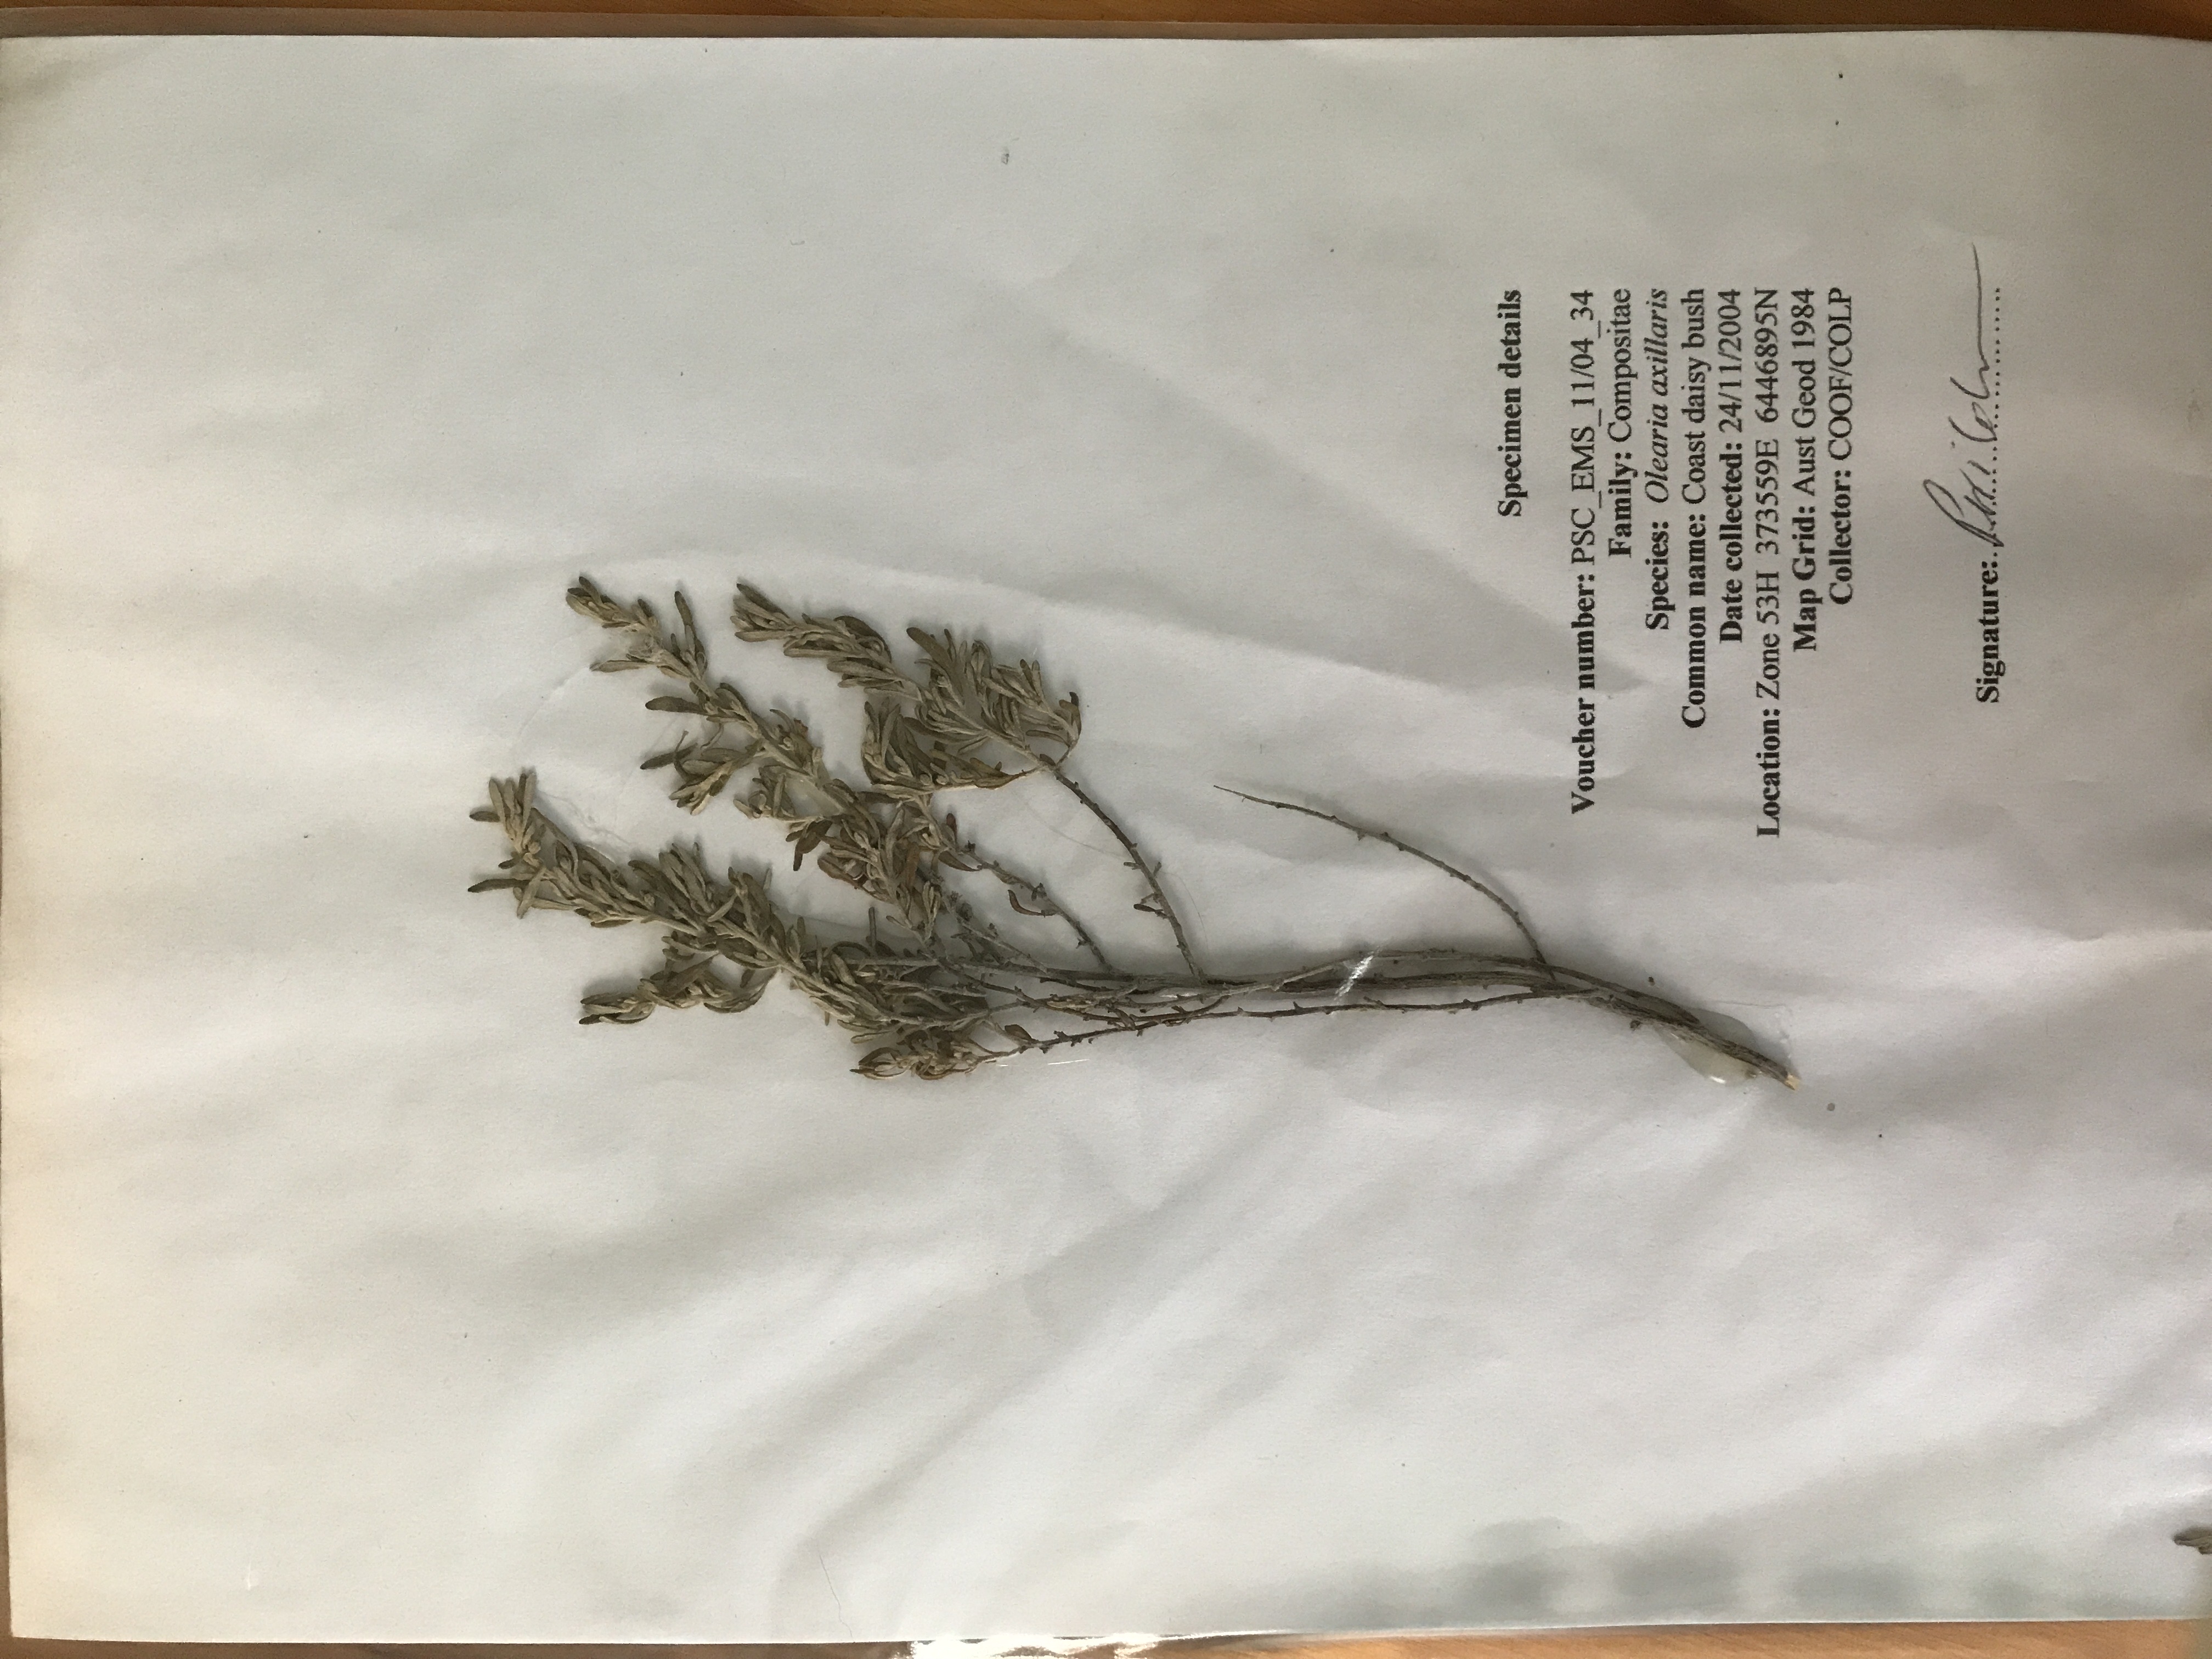 Specimen details
Voucher number: PSC_EMS_11/04_34
Family: Compositae
Species: Olearia axillaris
Common name: Coast daisy bush
Date collected: 24/11/2004
Location: Zone 53H 373559E 6446895N
Map Grid: Aust Geod 1984
Collector: COOF/COLP
Signature: